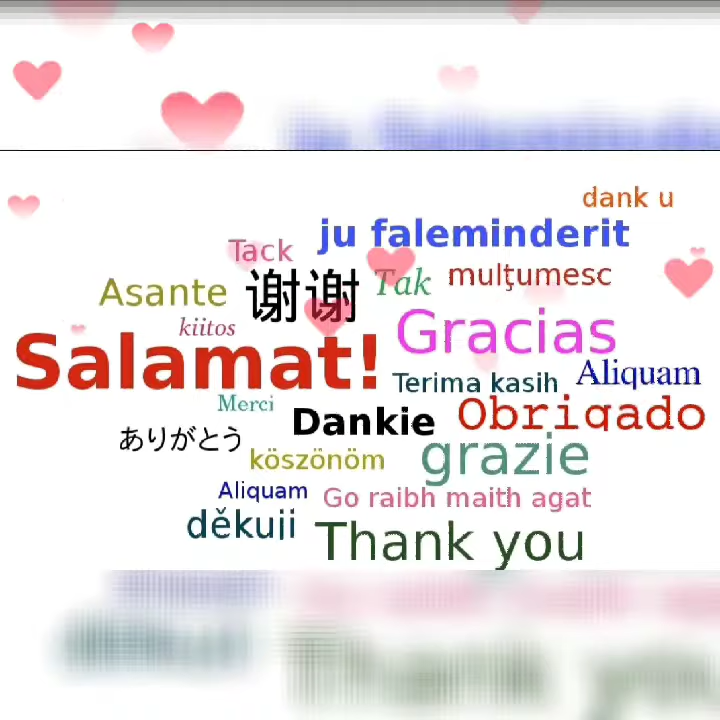 dank u
ju faleminderit
Tack
Asante
谢谢
Tak
mulţumesc
kiitos
Gracias
Salamat!
Terima kasih
Aliquam
Merci
Dankie
Obrigado
ありがとう
köszönöm
grazie
Aliquam
Go raibh maith agat
děkuji
Thank you